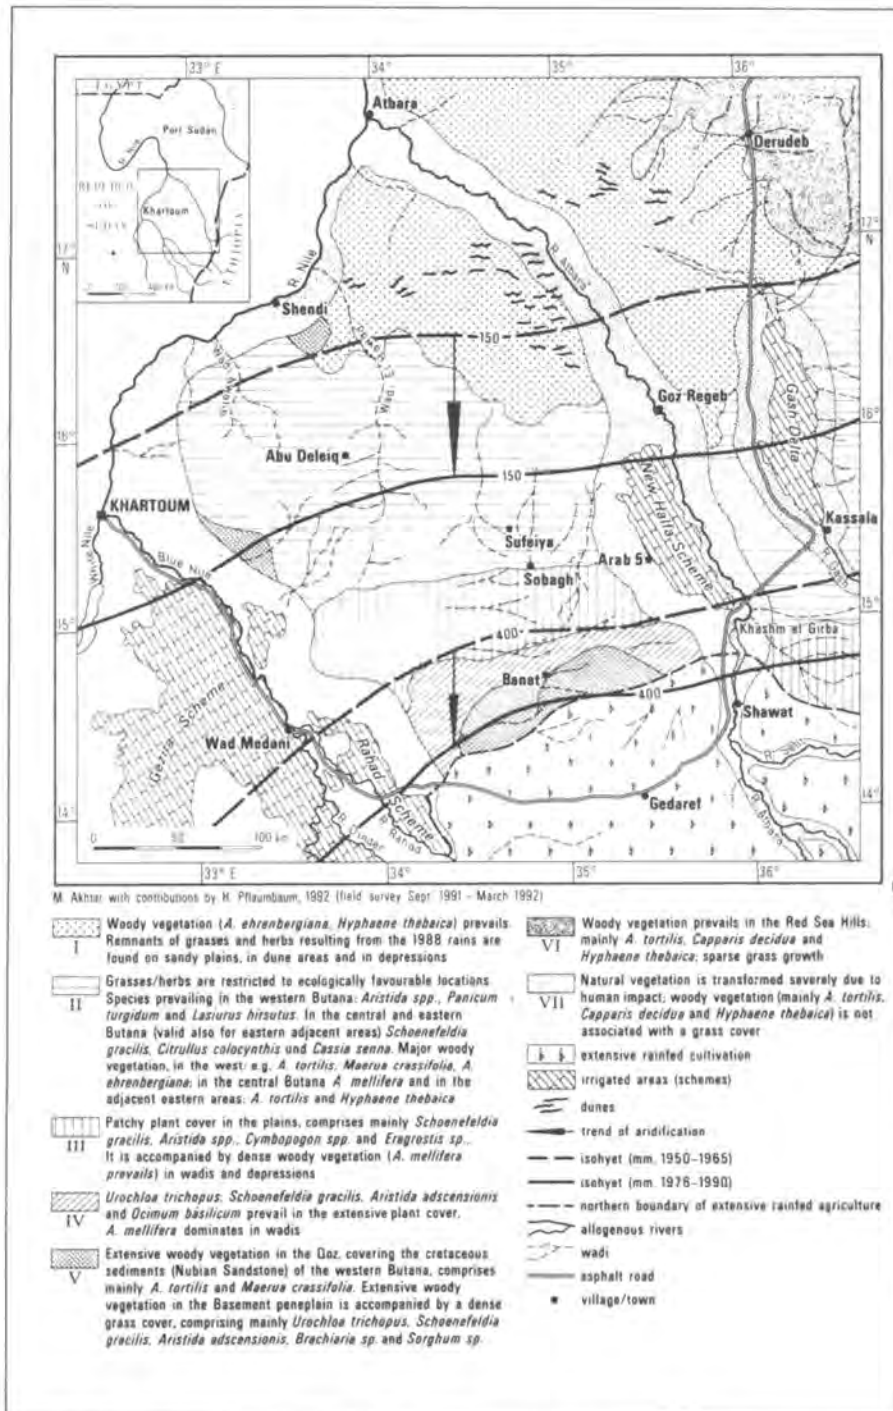 33° E
34°
35°
36°
Atbara
Port Sudan
R. Nile
Derudeb
Khartoum
ETHIOPIA
17°
N
17°
N
R. Nile
R. Atbara
Shendi
150
Goz Regeb
Gash Delta
16°
16°
Abu Deleiq
150
New Halfa Scheme
KHARTOUM
Sufeiya
Kassala
White Nile
Blue Nile
Arab 5
Sobagh
R. Gash
15°
15°
400
Khashm el Girba
Banat
400
Shawat
Gezira Scheme
Wad Medani
Rahad Scheme
14°
14°
Gedaref
R. Atbara
0 50 100 km
R. Dinder
R. Rahad
33° E
34°
35°
36°
M. Akhtar with contributions by H. Pflaumbaum, 1992 (field survey Sept. 1991 - March 1992)
I
Woody vegetation (A. ehrenbergiana, Hyphaene thebaica) prevails
Remnants of grasses and herbs resulting from the 1988 rains are
found on sandy plains, in dune areas and in depressions
II
Grasses/herbs are restricted to ecologically favourable locations
Species prevailing in the western Butana: Aristida spp., Panicum
turgidum and Lasiurus hirsutus. In the central and eastern
Butana (valid also for eastern adjacent areas) Schoenefeldia
gracilis, Citrullus colocynthis und Cassia senna. Major woody
vegetation, in the west: e.g. A. tortilis, Maerua crassifolia, A.
ehrenbergiana; in the central Butana A. mellifera and in the
adjacent eastern areas: A. tortilis and Hyphaene thebaica
III
Patchy plant cover in the plains, comprises mainly Schoenefeldia
gracilis, Aristida spp., Cymbopogon spp. and Eragrostis sp..
It is accompanied by dense woody vegetation (A. mellifera
prevails) in wadis and depressions
IV
Urochloa trichopus, Schoenefeldia gracilis, Aristida adscensionis
and Ocimum basilicum prevail in the extensive plant cover.
A. mellifera dominates in wadis
V
Extensive woody vegetation in the Qoz, covering the cretaceous
sediments (Nubian Sandstone) of the western Butana, comprises
mainly A. tortilis and Maerua crassifolia. Extensive woody
vegetation in the Basement peneplain is accompanied by a dense
grass cover, comprising mainly Urochloa trichopus, Schoenefeldia
gracilis, Aristida adscensionis, Brachiaria sp. and Sorghum sp.
VI
Woody vegetation prevails in the Red Sea Hills;
mainly A. tortilis, Capparis decidua and
Hyphaene thebaica; sparse grass growth
VII
Natural vegetation is transformed severely due to
human impact; woody vegetation (mainly A. tortilis,
Capparis decidua and Hyphaene thebaica) is not
associated with a grass cover
extensive rainfed cultivation
irrigated areas (schemes)
dunes
trend of aridification
isohyet (mm, 1950-1965)
isohyet (mm, 1976-1990)
northern boundary of extensive rainfed agriculture
allogenous rivers
wadi
asphalt road
village/town